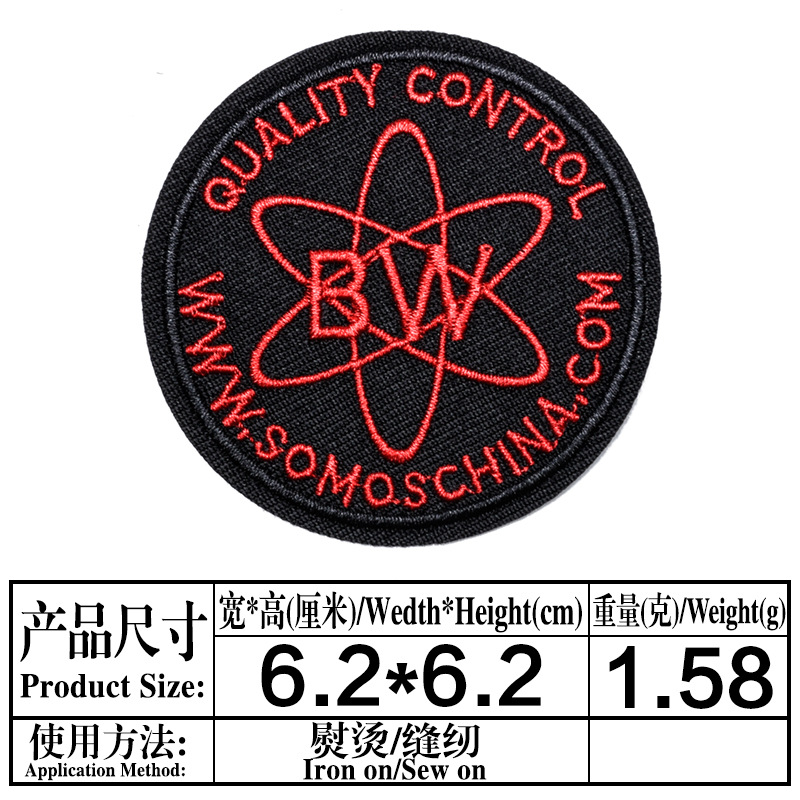 QUALITY CONTROL
BW
WWW.SOMOSCHINA.COM
产品尺寸
Product Size:
宽*高(厘米)/Wedth*Height(cm)
重量(克)/Weight(g)
6.2*6.2
1.58
使用方法:
Application Method:
熨烫/缝纫
Iron on/Sew on